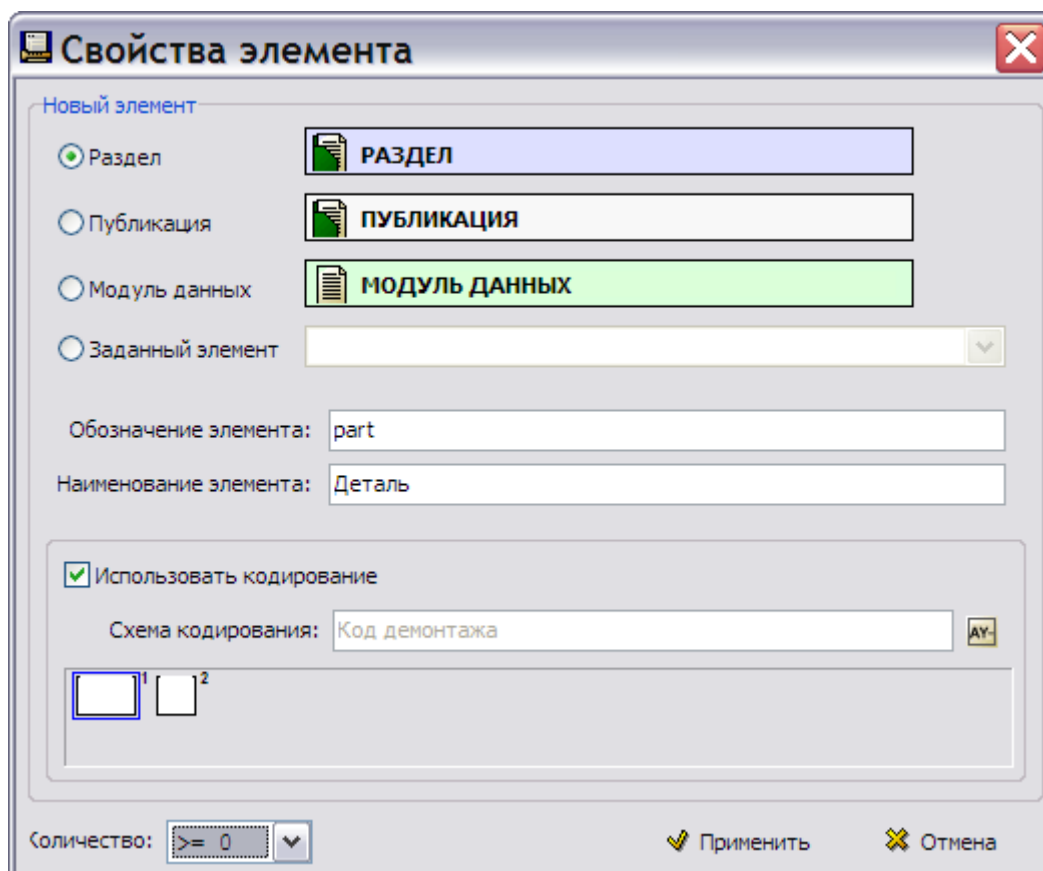 Свойства элемента
Новый элемент
Раздел РАЗДЕЛ
Публикация ПУБЛИКАЦИЯ
Модуль данных МОДУЛЬ ДАННЫХ
Заданный элемент
Обозначение элемента: part
Наименование элемента: Деталь
Использовать кодирование
Схема кодирования: Код демонтажа AY-
1 2
Количество: >= 0 Применить Отмена